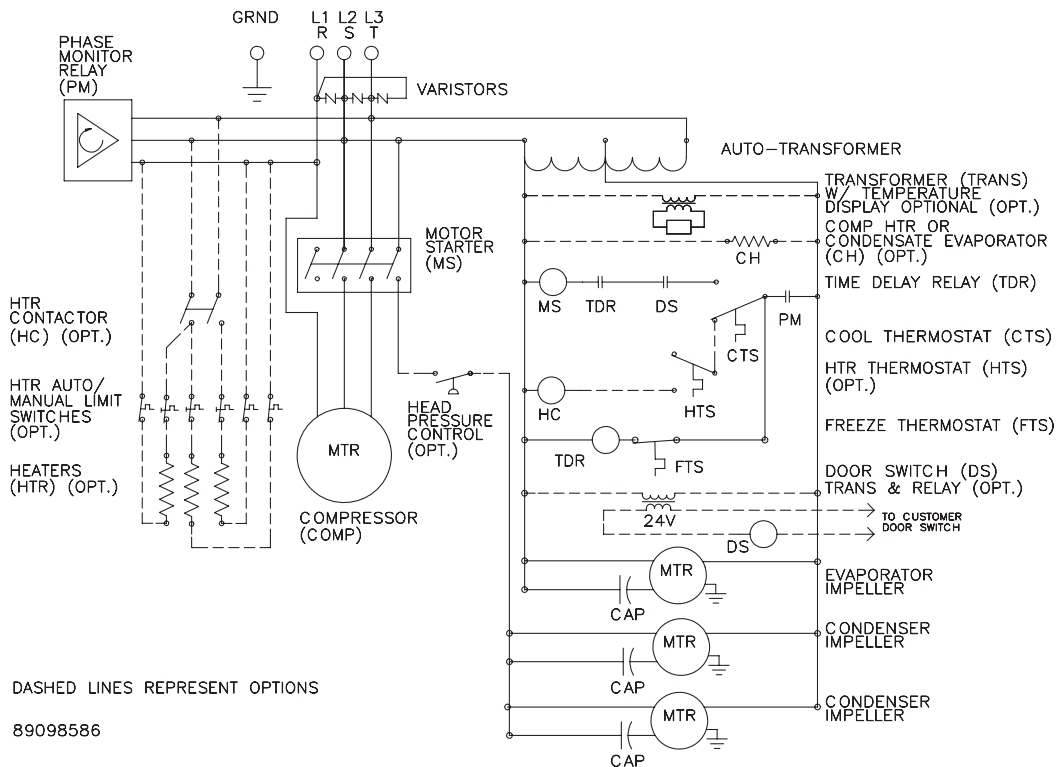 GRND
L1 L2 L3
R S T
PHASE
MONITOR
RELAY
(PM)
VARISTORS
AUTO-TRANSFORMER
TRANSFORMER (TRANS)
W/ TEMPERATURE
DISPLAY OPTIONAL (OPT.)
COMP HTR OR
CONDENSATE EVAPORATOR
(CH) (OPT.)
CH
MOTOR
STARTER
(MS)
TIME DELAY RELAY (TDR)
MS TDR DS
PM
HTR
CONTACTOR
(HC) (OPT.)
COOL THERMOSTAT (CTS)
CTS
HTR THERMOSTAT (HTS)
(OPT.)
HC
HTS
HTR AUTO/
MANUAL LIMIT
SWITCHES
(OPT.)
HEAD
PRESSURE
CONTROL
(OPT.)
FREEZE THERMOSTAT (FTS)
TDR
FTS
MTR
HEATERS
(HTR) (OPT.)
DOOR SWITCH (DS)
TRANS & RELAY (OPT.)
COMPRESSOR
(COMP)
24V
TO CUSTOMER
DOOR SWITCH
DS
MTR
EVAPORATOR
IMPELLER
CAP
MTR
CONDENSER
IMPELLER
CAP
MTR
CONDENSER
IMPELLER
CAP
DASHED LINES REPRESENT OPTIONS
89098586